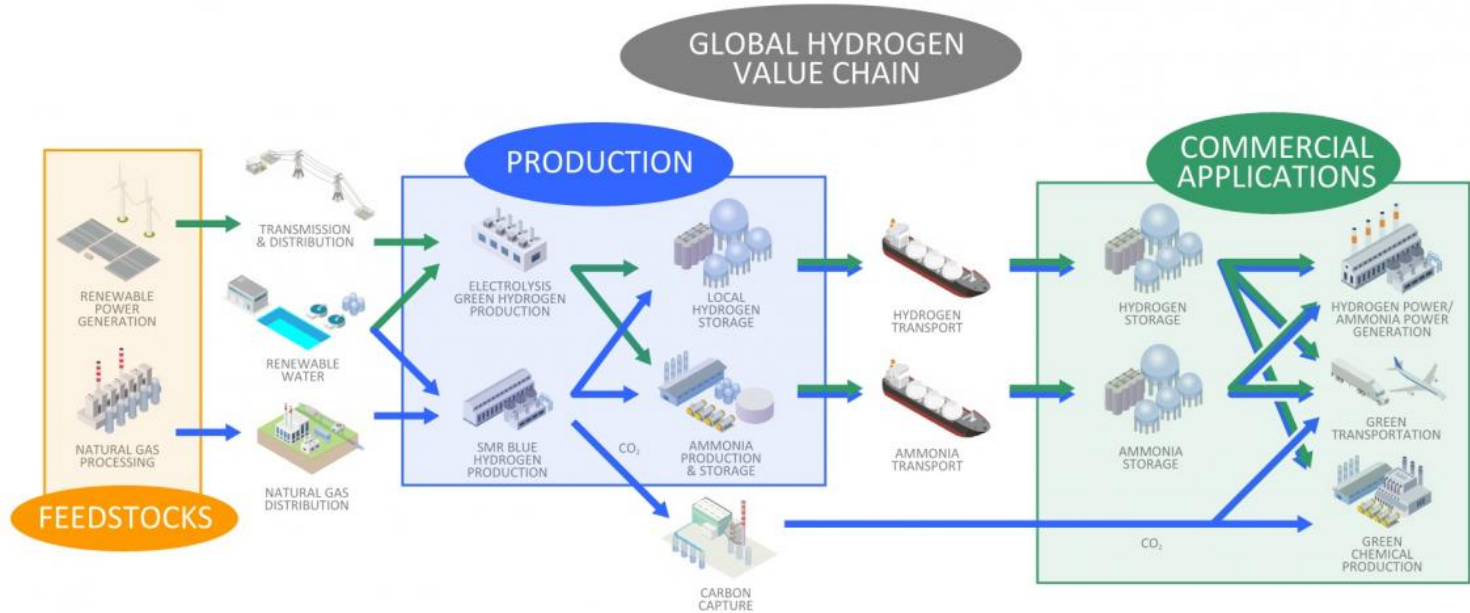 GLOBAL HYDROGEN
VALUE CHAIN
FEEDSTOCKS
RENEWABLE
POWER
GENERATION
NATURAL GAS
PROCESSING
TRANSMISSION
& DISTRIBUTION
RENEWABLE
WATER
NATURAL GAS
DISTRIBUTION
PRODUCTION
ELECTROLYSIS
GREEN HYDROGEN
PRODUCTION
SMR BLUE
HYDROGEN
PRODUCTION
LOCAL
HYDROGEN
STORAGE
AMMONIA
PRODUCTION
& STORAGE
CO₂
CARBON
CAPTURE
HYDROGEN
TRANSPORT
AMMONIA
TRANSPORT
COMMERCIAL
APPLICATIONS
HYDROGEN
STORAGE
AMMONIA
STORAGE
HYDROGEN POWER/
AMMONIA POWER
GENERATION
GREEN
TRANSPORTATION
CO₂
GREEN
CHEMICAL
PRODUCTION